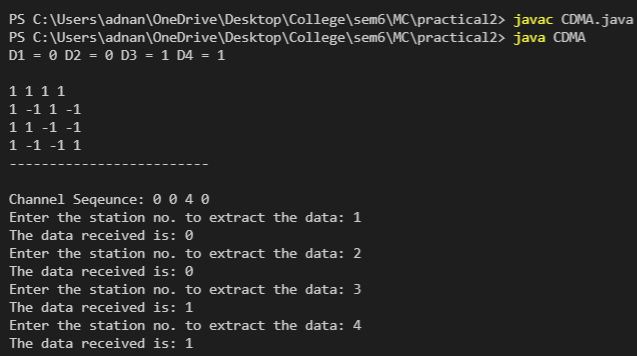 PS C:\Users\adnan\OneDrive\Desktop\College\sem6\MC\practical2> javac CDMA.java
PS C:\Users\adnan\OneDrive\Desktop\College\sem6\MC\practical2> java CDMA
D1 = 0 D2 = 0 D3 = 1 D4 = 1
1 1 1 1
1 -1 1 -1
1 1 -1 -1
1 -1 -1 1
-------------------------
Channel Seqeunce: 0 0 4 0
Enter the station no. to extract the data: 1
The data received is: 0
Enter the station no. to extract the data: 2
The data received is: 0
Enter the station no. to extract the data: 3
The data received is: 1
Enter the station no. to extract the data: 4
The data received is: 1